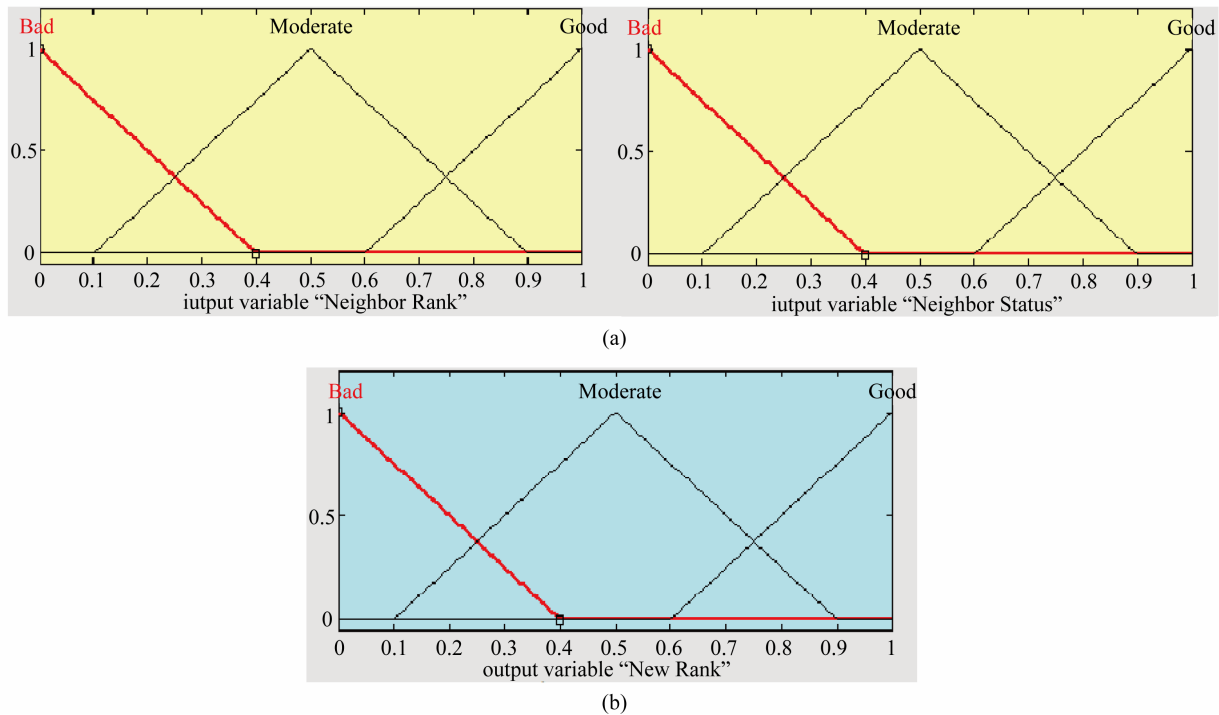 Bad Moderate Good
1
0.5
0
0 0.1 0.2 0.3 0.4 0.5 0.6 0.7 0.8 0.9 1
iutput variable “Neighbor Rank”
Bad Moderate Good
1
0.5
0
0 0.1 0.2 0.3 0.4 0.5 0.6 0.7 0.8 0.9 1
iutput variable “Neighbor Status”
(a)
Bad Moderate Good
1
0.5
0
0 0.1 0.2 0.3 0.4 0.5 0.6 0.7 0.8 0.9 1
output variable “New Rank”
(b)